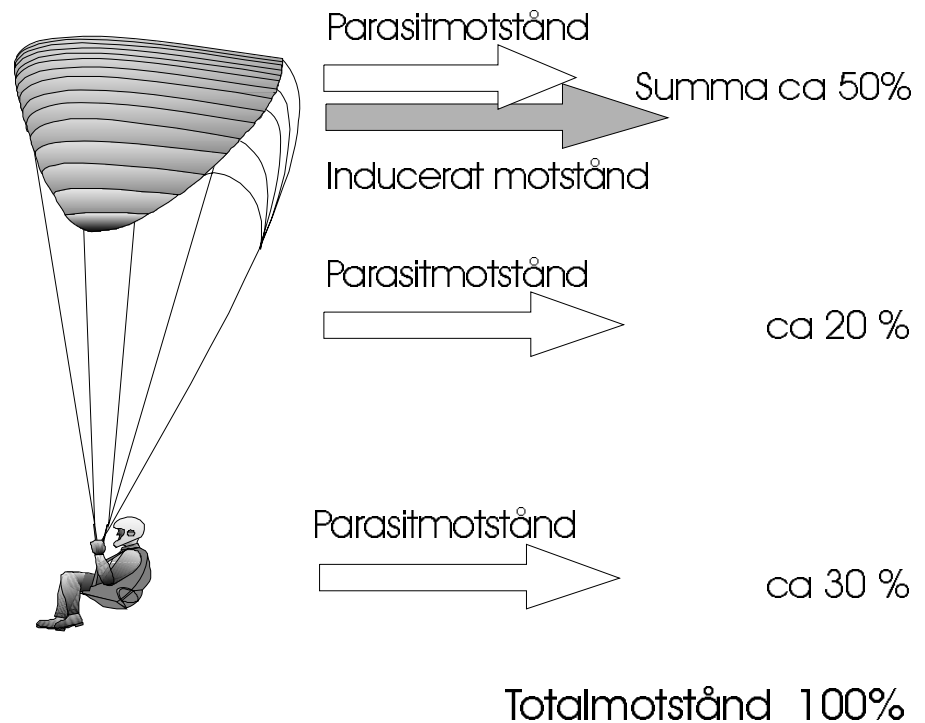 Parasitmotstånd
Summa ca 50%
Inducerat motstånd
Parasitmotstånd
ca 20 %
Parasitmotstånd
ca 30 %
Totalmotstånd 100%